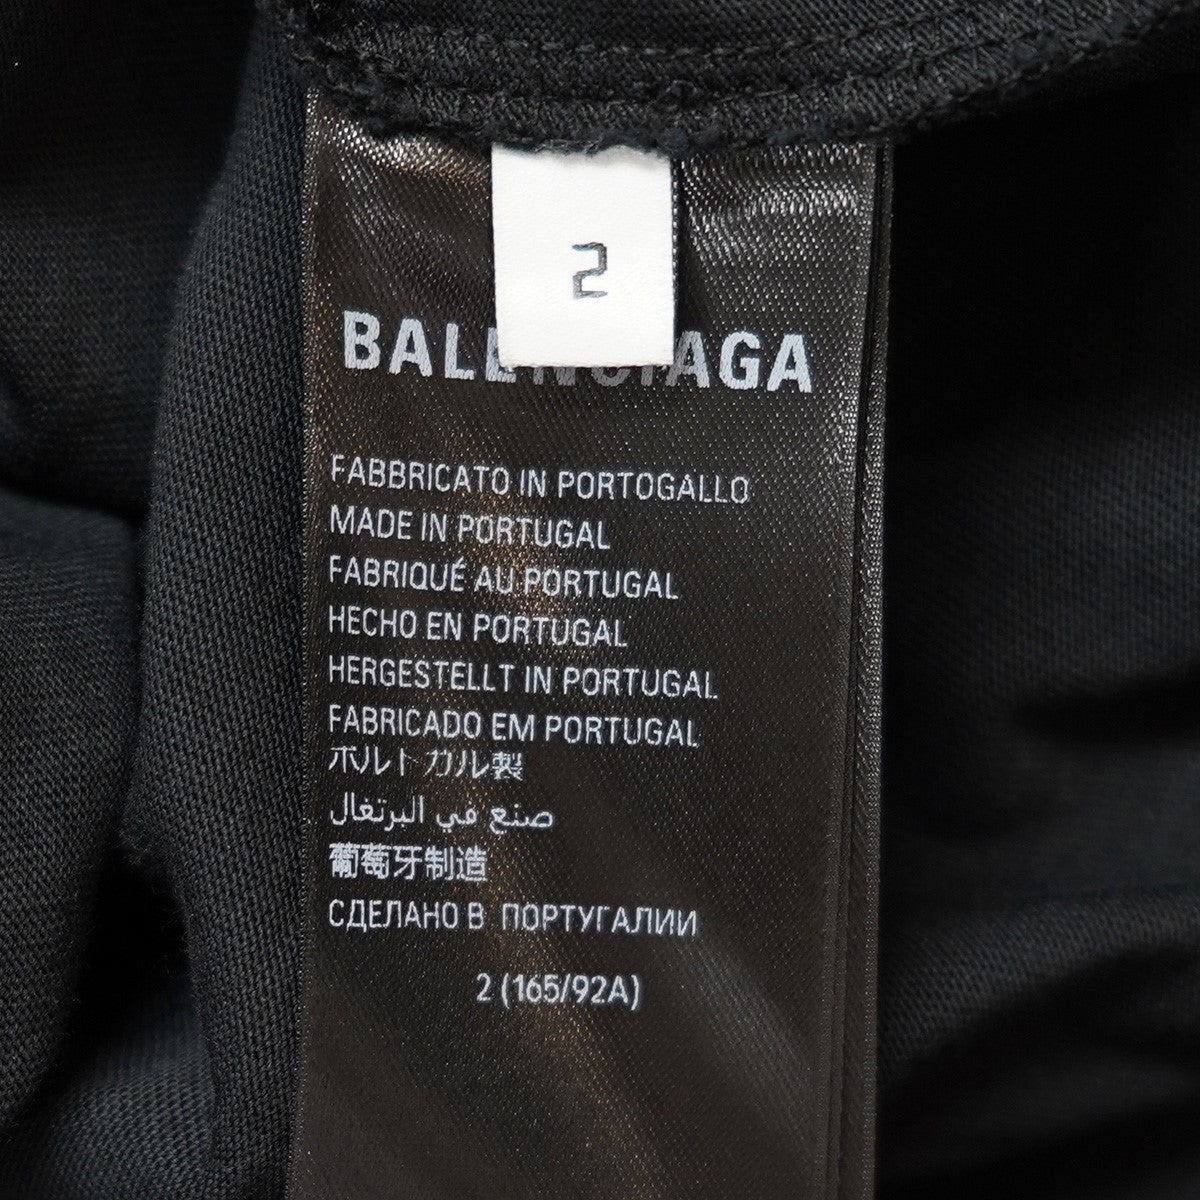 2
BALENCIAGA
FABBRICATO IN PORTOGALLO
MADE IN PORTUGAL
FABRIQUÉ AU PORTUGAL
HECHO EN PORTUGAL
HERGESTELLT IN PORTUGAL
FABRICADO EM PORTUGAL
ポルトガル製
صنع في البرتغال
葡萄牙制造
СДЕЛАНО В ПОРТУГАЛИИ
2 (165/92A)